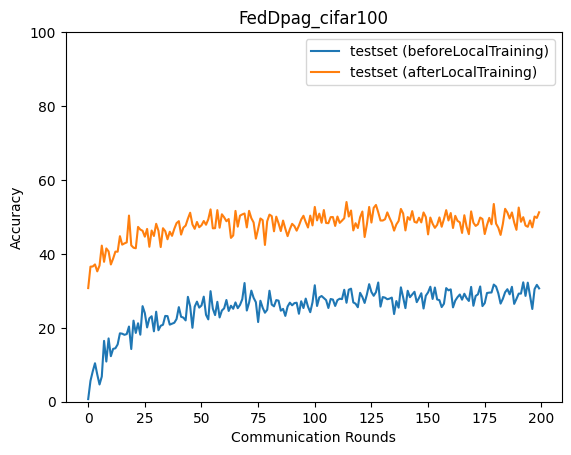 FedDpag_cifar100
testset (beforeLocalTraining)
testset (afterLocalTraining)
Accuracy
100
80
60
40
20
0
0 25 50 75 100 125 150 175 200
Communication Rounds